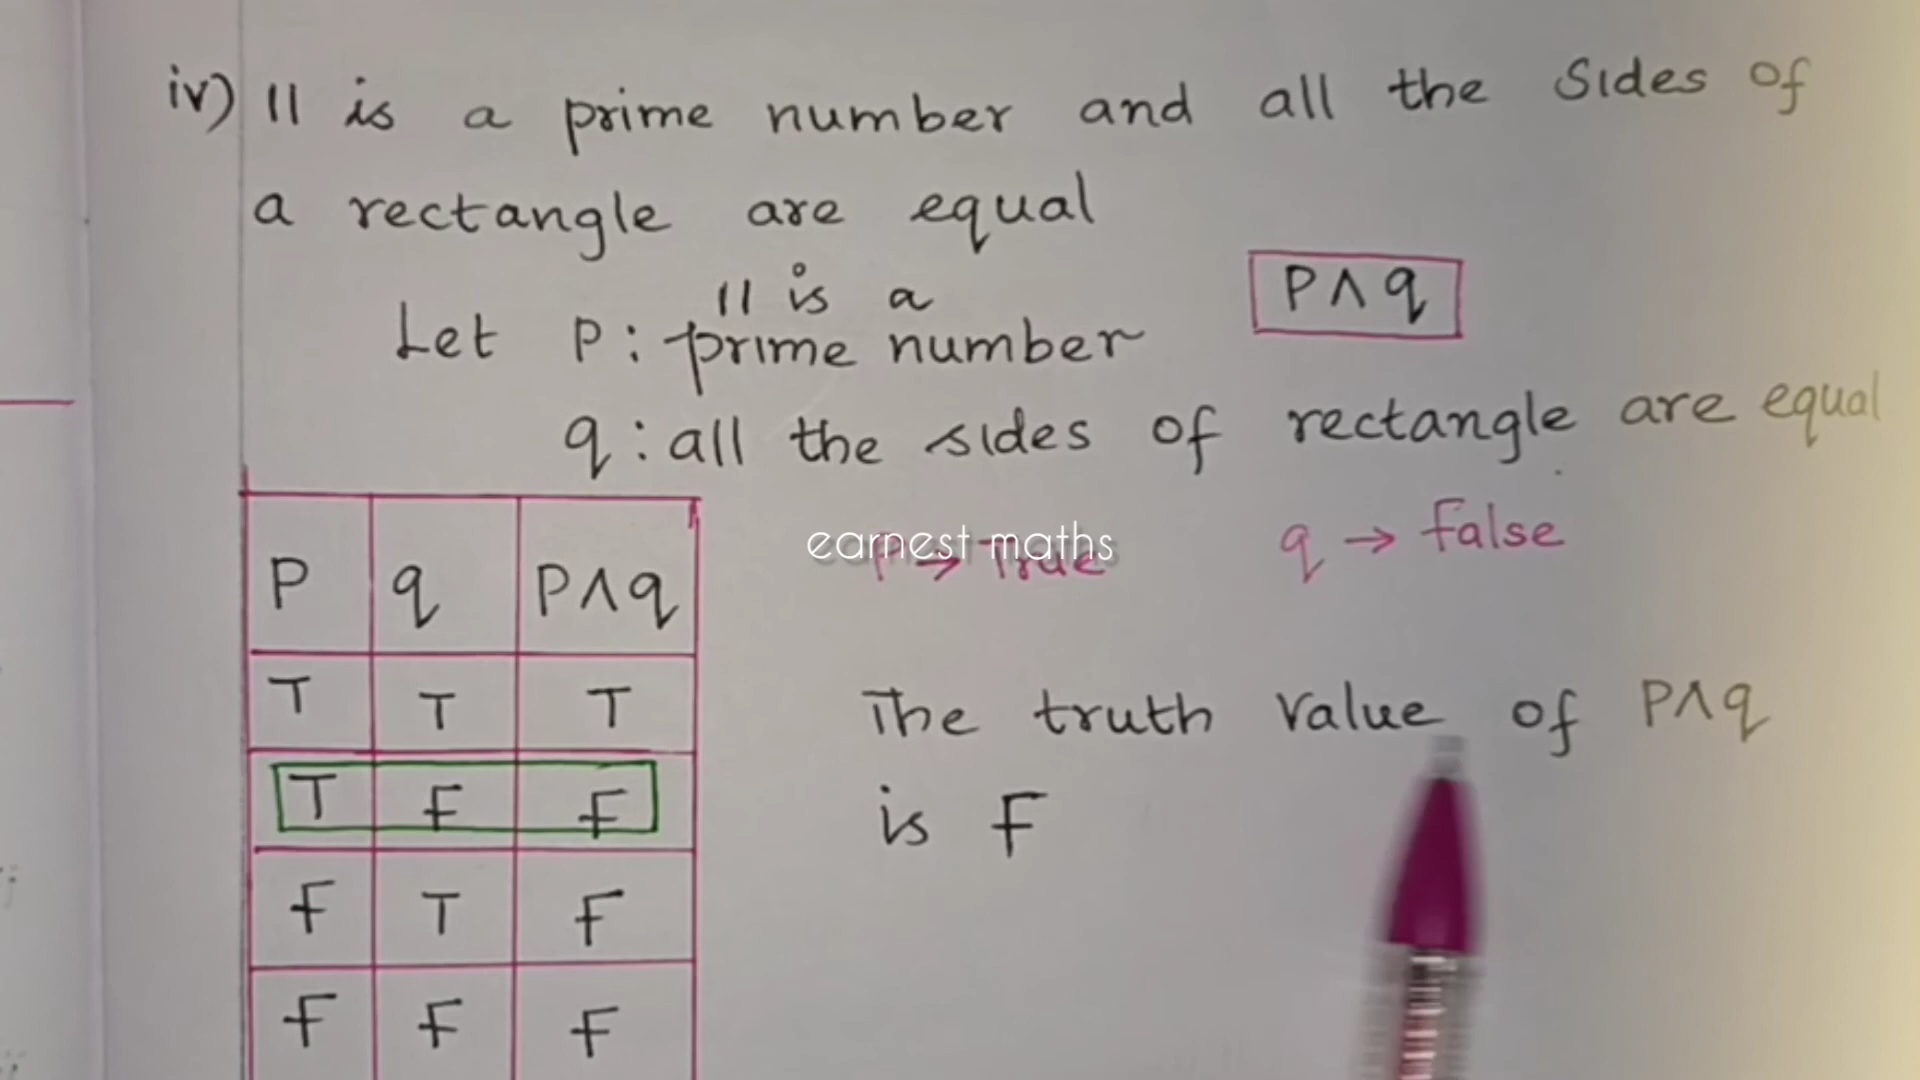 iv) 11 is a prime number and all the sides of
a rectangle are equal
11 is a
Let P: prime number
P∧q
q: all the sides of rectangle are equal
earnest maths
P → True
q → false
P q P∧q
T T T
T F F
F T F
F F F
The truth value of P∧q
is F